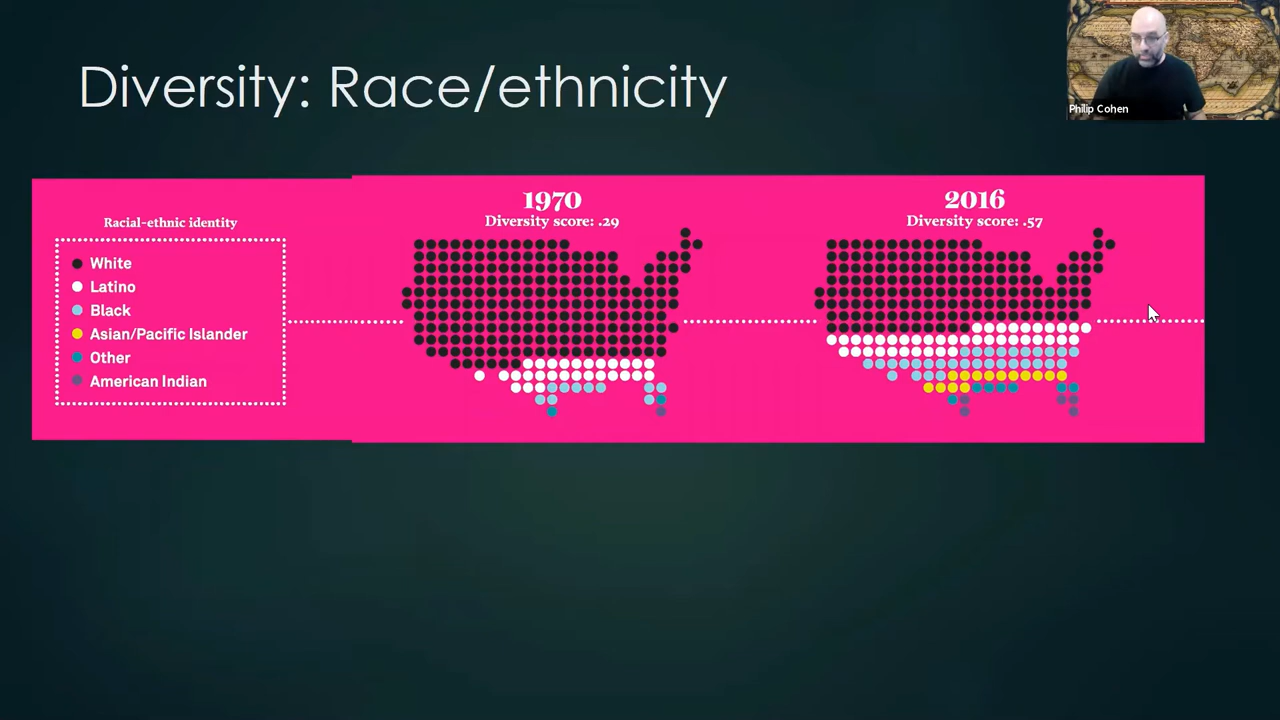 Diversity: Race/ethnicity
Philip Cohen
Racial-ethnic identity
White
Latino
Black
Asian/Pacific Islander
Other
American Indian
1970
Diversity score: .29
2016
Diversity score: .57